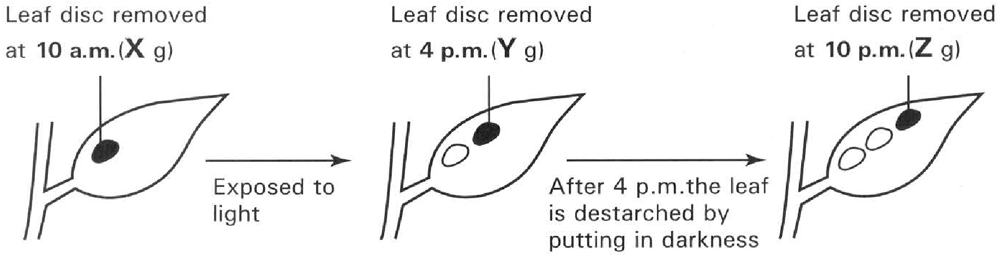 Leaf disc removed
at 10 a.m.(X g)
Leaf disc removed
at 4 p.m.(Y g)
Leaf disc removed
at 10 p.m.(Z g)
Exposed to
light
After 4 p.m.the leaf
is destarched by
putting in darkness